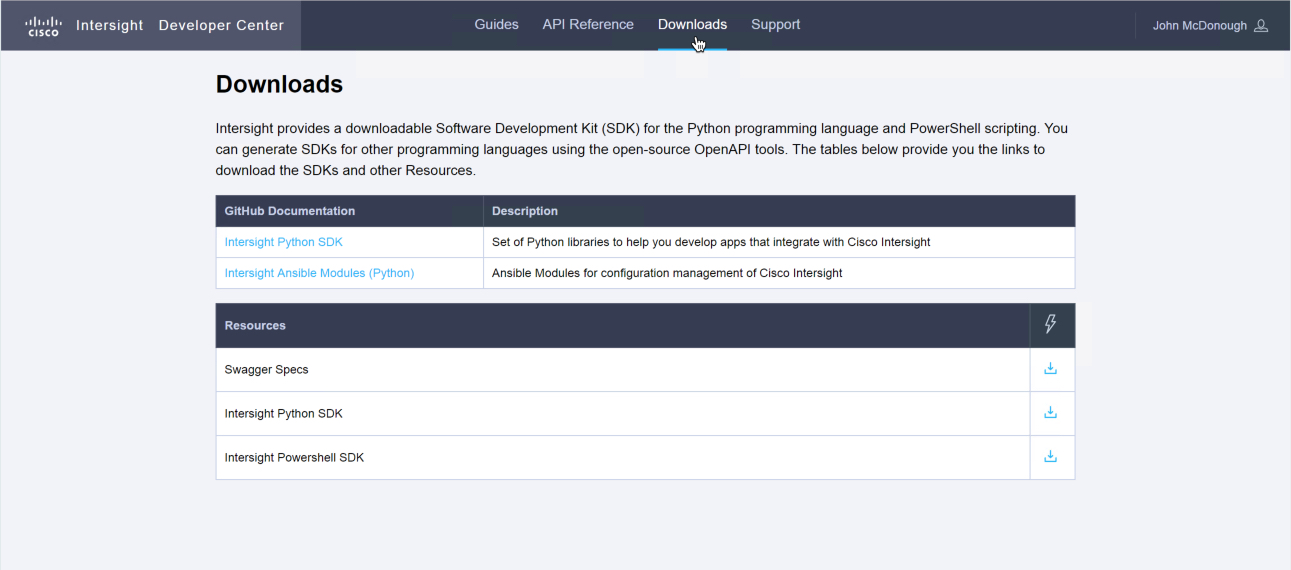 cisco Intersight Developer Center Guides API Reference Downloads Support John McDonough
Downloads
Intersight provides a downloadable Software Development Kit (SDK) for the Python programming language and PowerShell scripting. You
can generate SDKs for other programming languages using the open-source OpenAPI tools. The tables below provide you the links to
download the SDKs and other Resources.
GitHub Documentation Description
Intersight Python SDK Set of Python libraries to help you develop apps that integrate with Cisco Intersight
Intersight Ansible Modules (Python) Ansible Modules for configuration management of Cisco Intersight
Resources
Swagger Specs
Intersight Python SDK
Intersight Powershell SDK